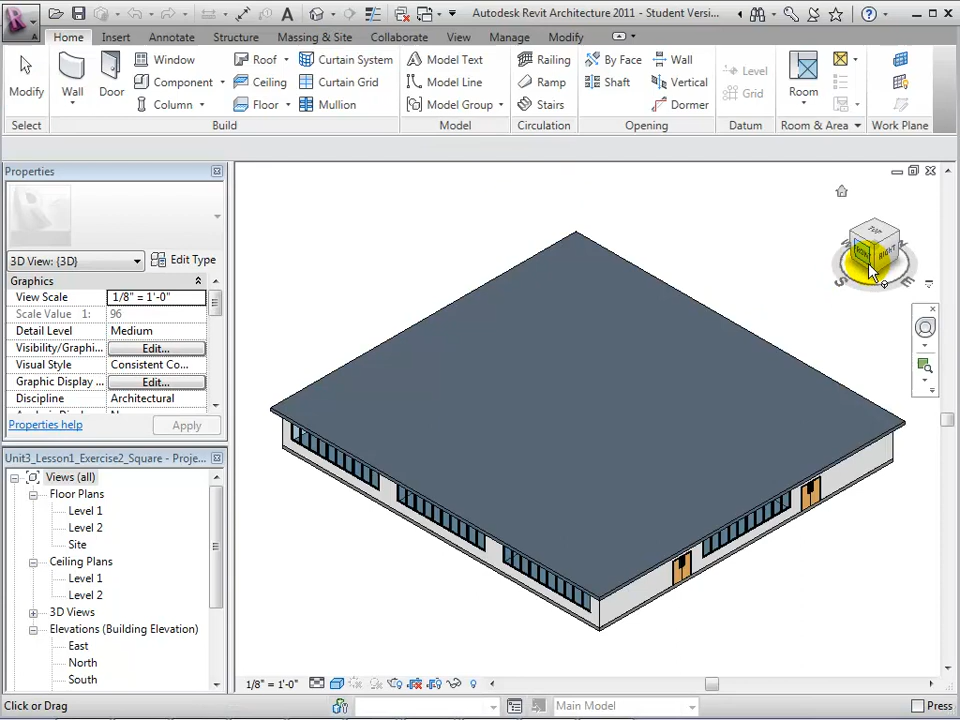 Autodesk Revit Architecture 2011 - Student Versi...
Home Insert Annotate Structure Massing & Site Collaborate View Manage Modify
Modify Wall Door Window Component Column Roof Ceiling Floor Curtain System Curtain Grid Mullion
Model Text Model Line Model Group
Railing Ramp Stairs
By Face Shaft Wall Vertical Dormer
Level Grid
Room
Select Build Model Circulation Opening Datum Room & Area Work Plane
Properties
3D View: {3D} Edit Type
Graphics
View Scale 1/8" = 1'-0"
Scale Value 1: 96
Detail Level Medium
Visibility/Graphi... Edit...
Visual Style Consistent Co...
Graphic Display ... Edit...
Discipline Architectural
Properties help Apply
Unit3_Lesson1_Exercise2_Square - Proje...
Views (all)
Floor Plans
Level 1
Level 2
Site
Ceiling Plans
Level 1
Level 2
3D Views
Elevations (Building Elevation)
East
North
South
TOP
FRONT RIGHT
W N
S E
1/8" = 1'-0"
Click or Drag Main Model Press